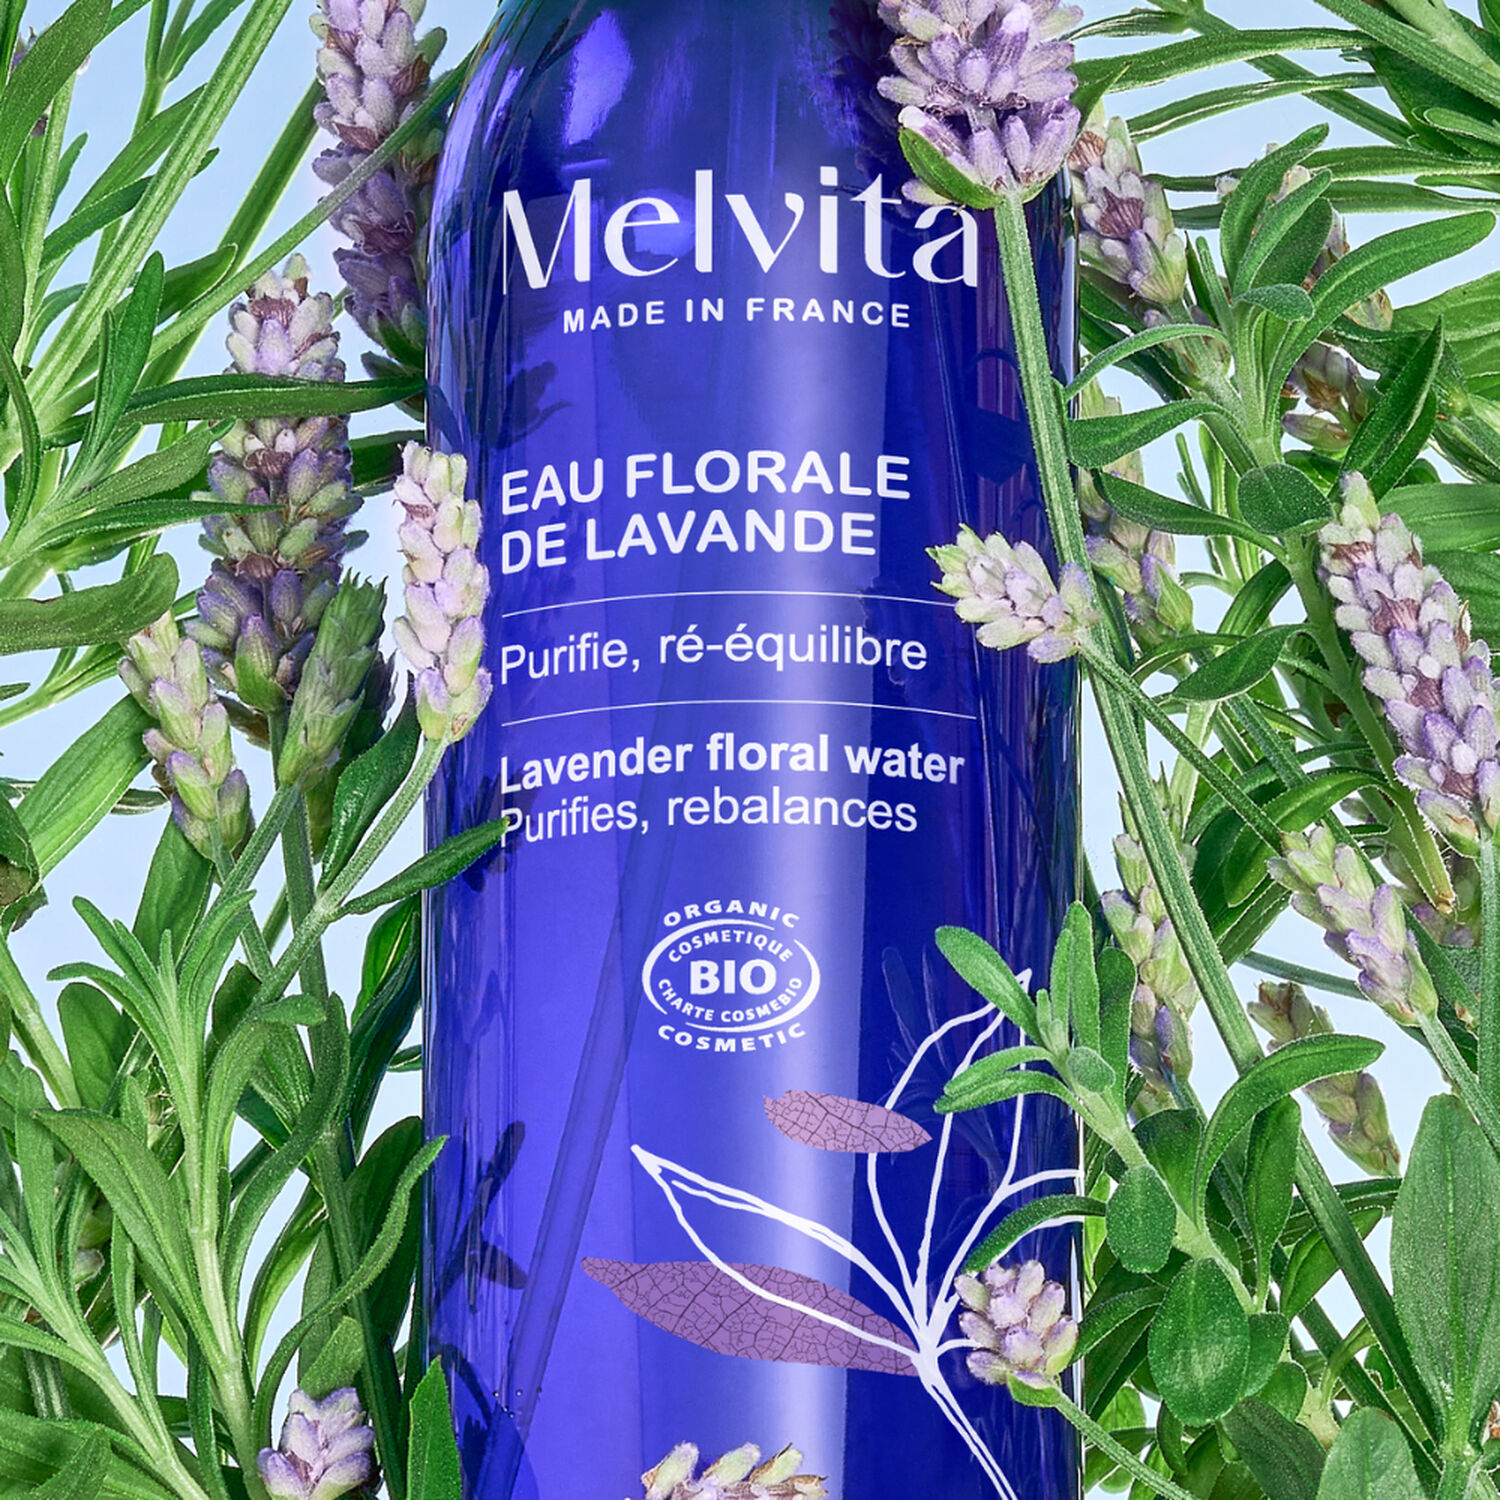 Melvita
MADE IN FRANCE
EAU FLORALE
DE LAVANDE
Purifie, ré-équilibre
Lavender floral water
Purifies, rebalances
ORGANIC
COSMETIQUE
BIO
CHARTE COSMEBIO
COSMETIC